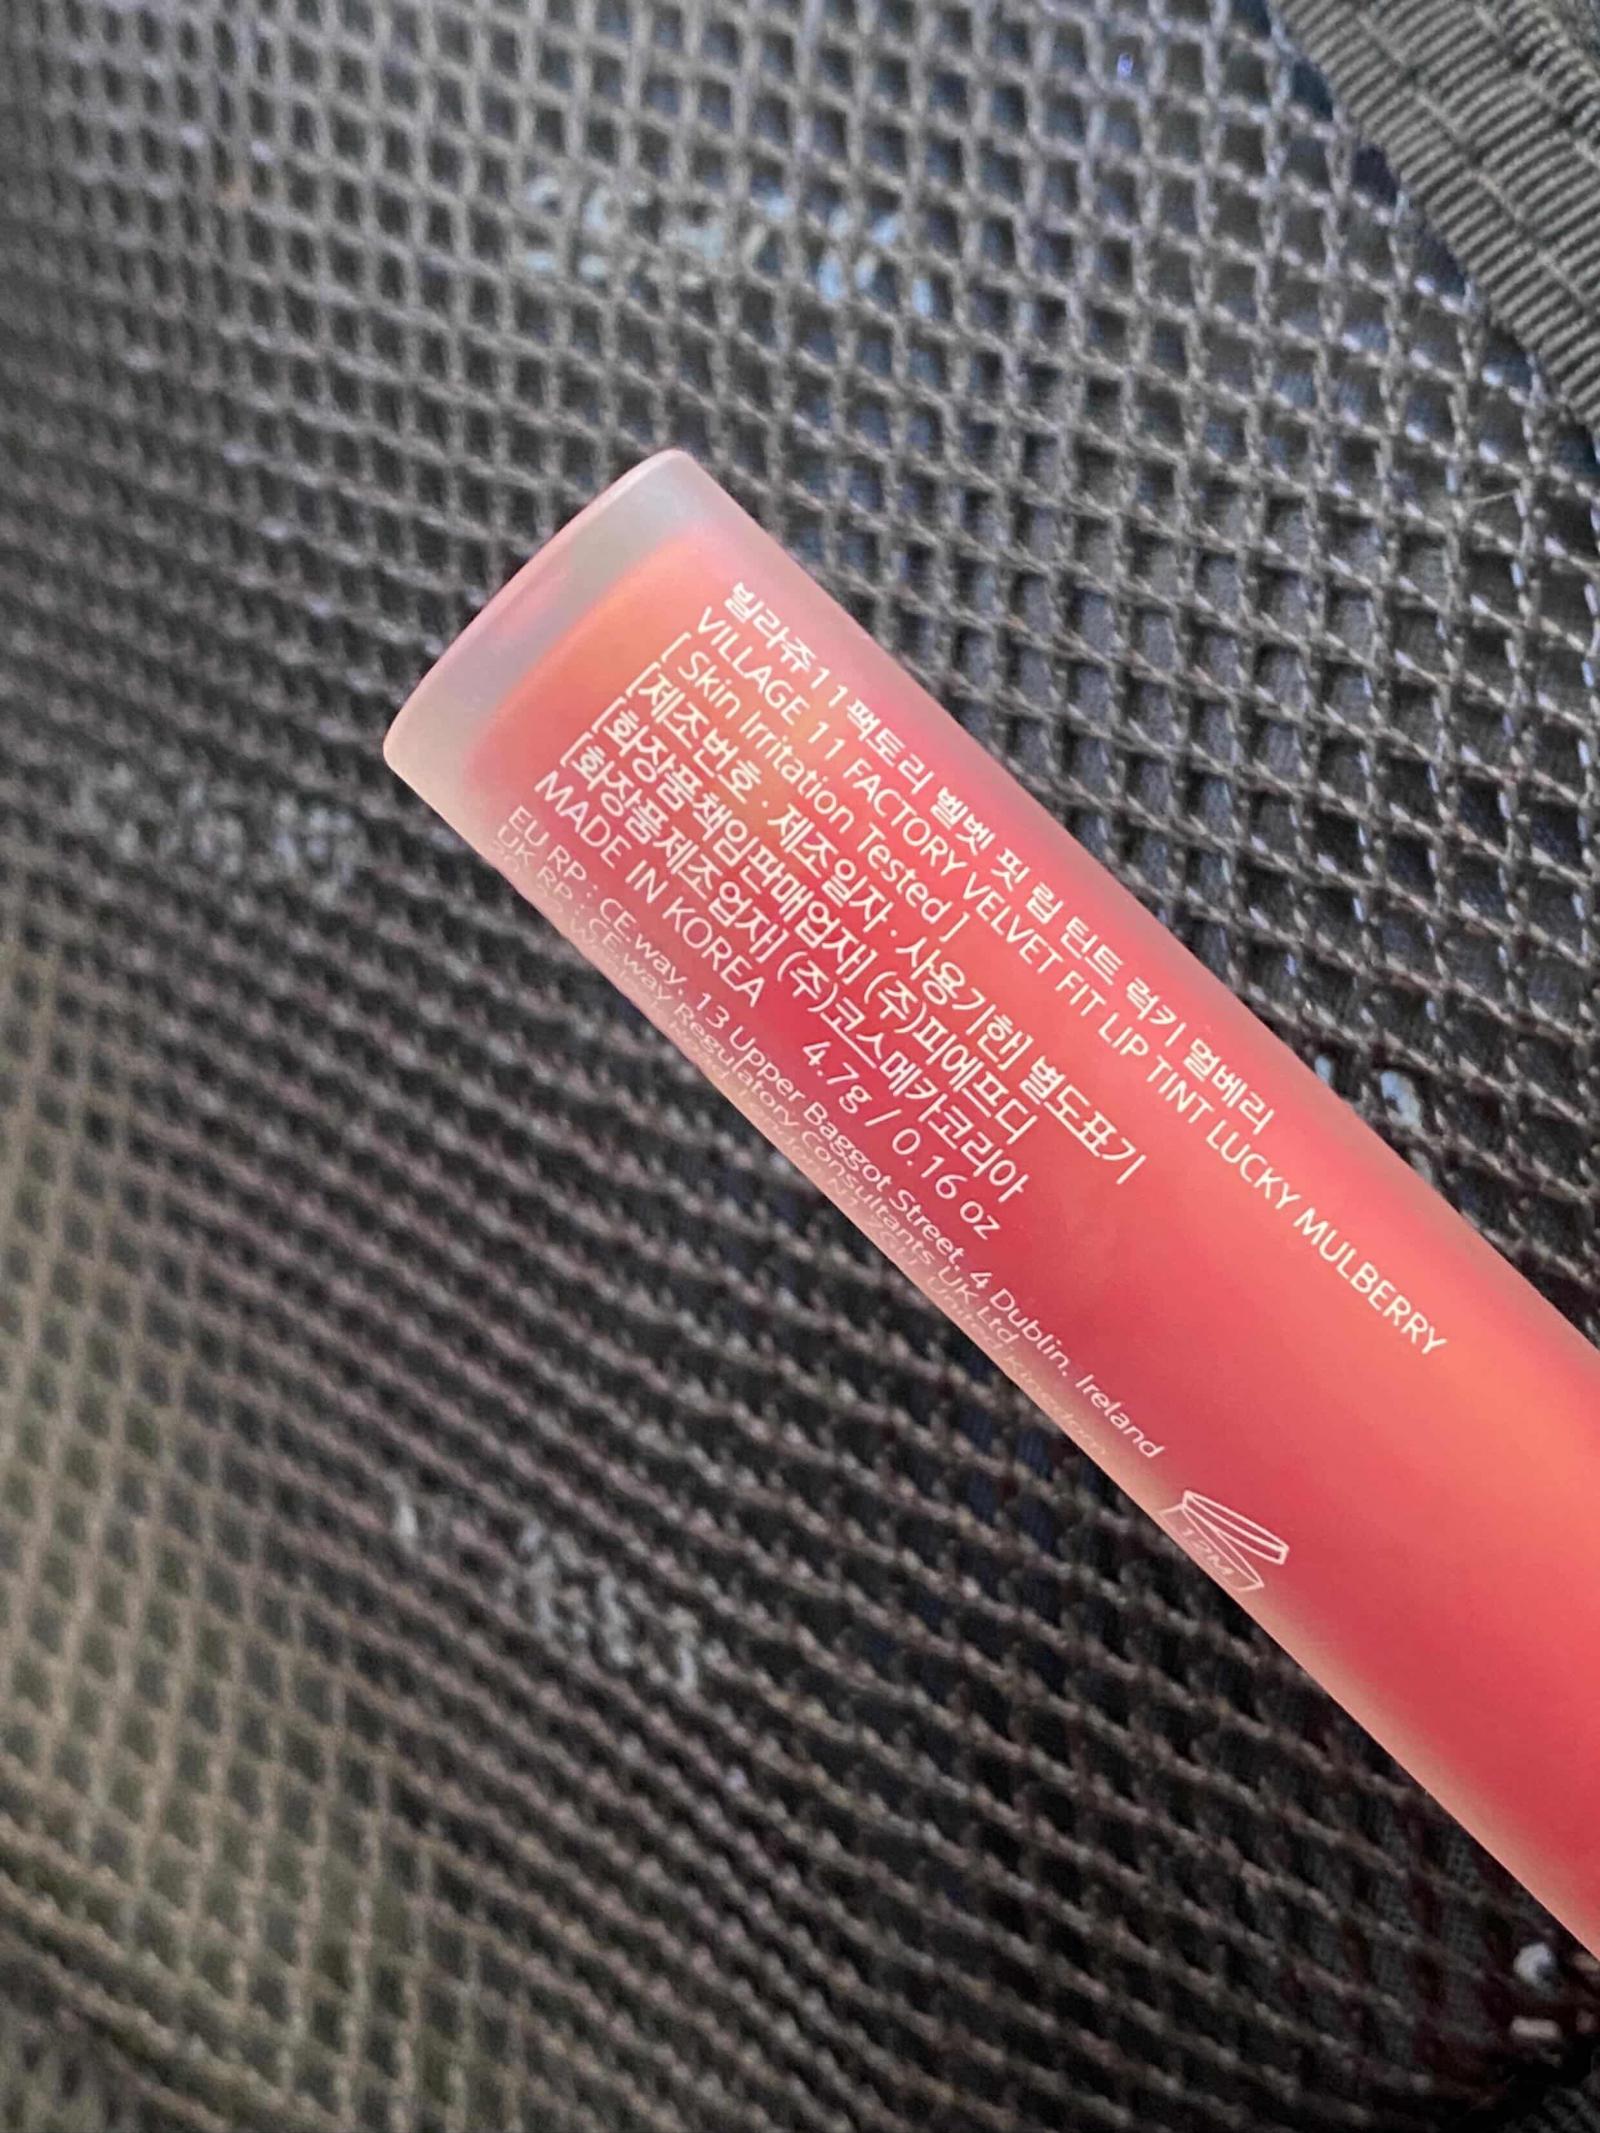 빌라쥬11팩토리 벨벳 핏 립 틴트 럭키 멀베리
VILLAGE 11 FACTORY VELVET FIT LIP TINT LUCKY MULBERRY
[ Skin Irritation Tested ]
[제조번호 · 제조일자 · 사용기한] 별도표기
[화장품책임판매업자] (주)피에프디
[화장품제조업자] (주)코스메카코리아
MADE IN KOREA 4.7g / 0.16 oz
EU RP : CE.way, 13 Upper Baggot Street. 4 Dublin. Ireland
UK RP : CE.way Regulatory Consultants UK Ltd.
United Kingdom
12M